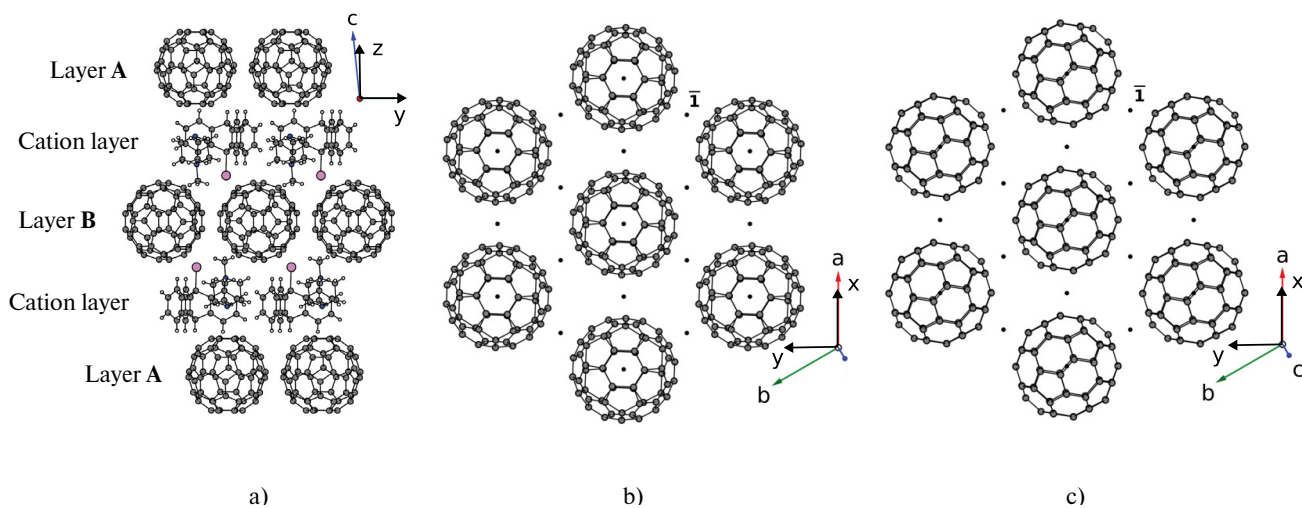 Layer A
Cation layer
Layer B
Cation layer
Layer A
c
z
y
a)
1̅
a
x
y
b
b)
1̅
a
x
y
b
c
c)